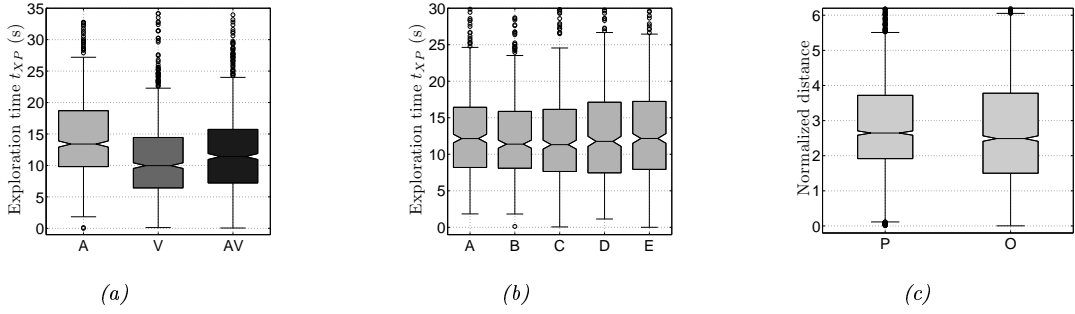 Exploration time t_XP (s)
35
30
25
20
15
10
5
0
A V AV
(a)
Exploration time t_XP (s)
30
25
20
15
10
5
0
A B C D E
(b)
Normalized distance
6
5
4
3
2
1
0
P O
(c)